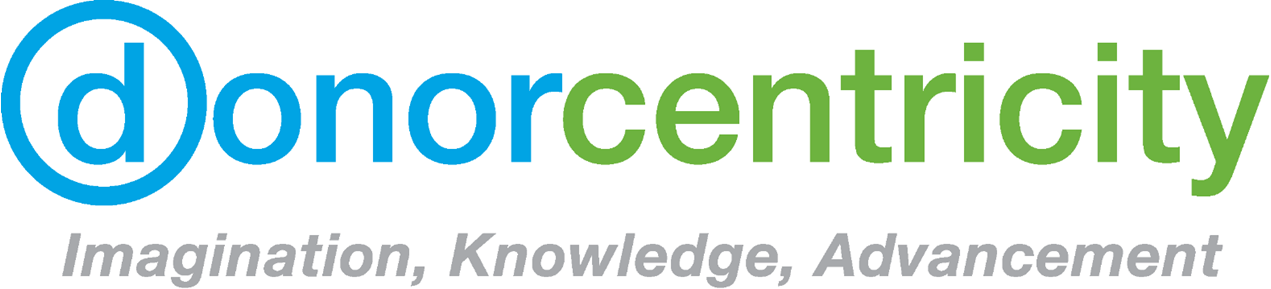 donorcentricity
Imagination, Knowledge, Advancement